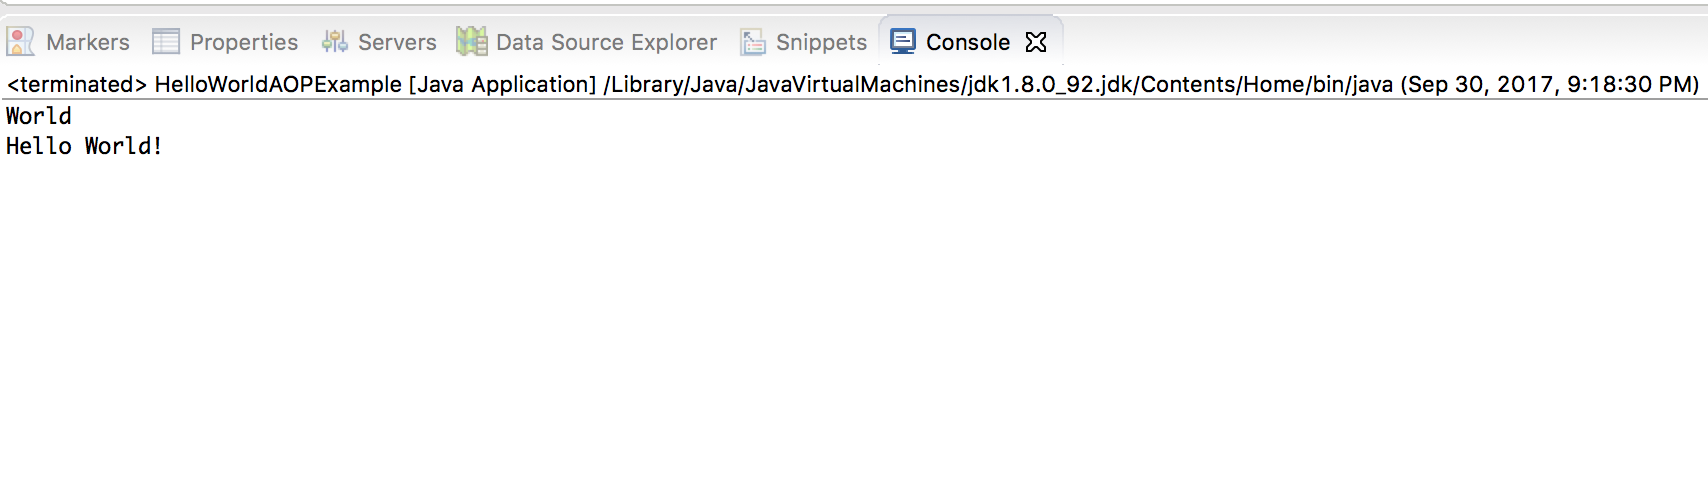 Markers Properties Servers Data Source Explorer Snippets Console
<terminated> HelloWorldAOPExample [Java Application] /Library/Java/JavaVirtualMachines/jdk1.8.0_92.jdk/Contents/Home/bin/java (Sep 30, 2017, 9:18:30 PM)
World
Hello World!